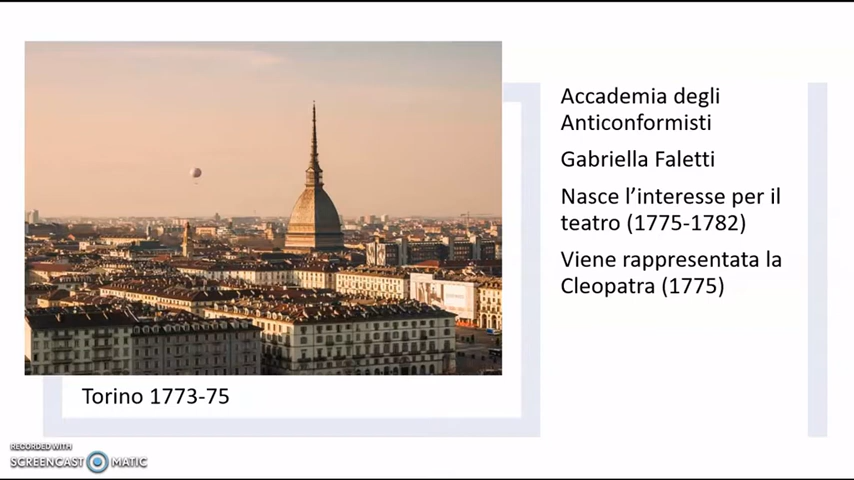 Accademia degli
Anticonformisti
Gabriella Faletti
Nasce l’interesse per il
teatro (1775-1782)
Viene rappresentata la
Cleopatra (1775)
Torino 1773-75
RECORDED WITH
SCREENCAST MATIC